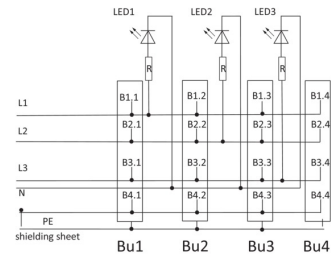 LED1 LED2 LED3
R R R
B1.1 B1.2 B1.3 B1.4
L1
B2.1 B2.2 B2.3 B2.4
L2
B3.1 B3.2 B3.3 B3.4
L3
N
B4.1 B4.2 B4.3 B4.4
PE
shielding sheet
Bu1 Bu2 Bu3 Bu4